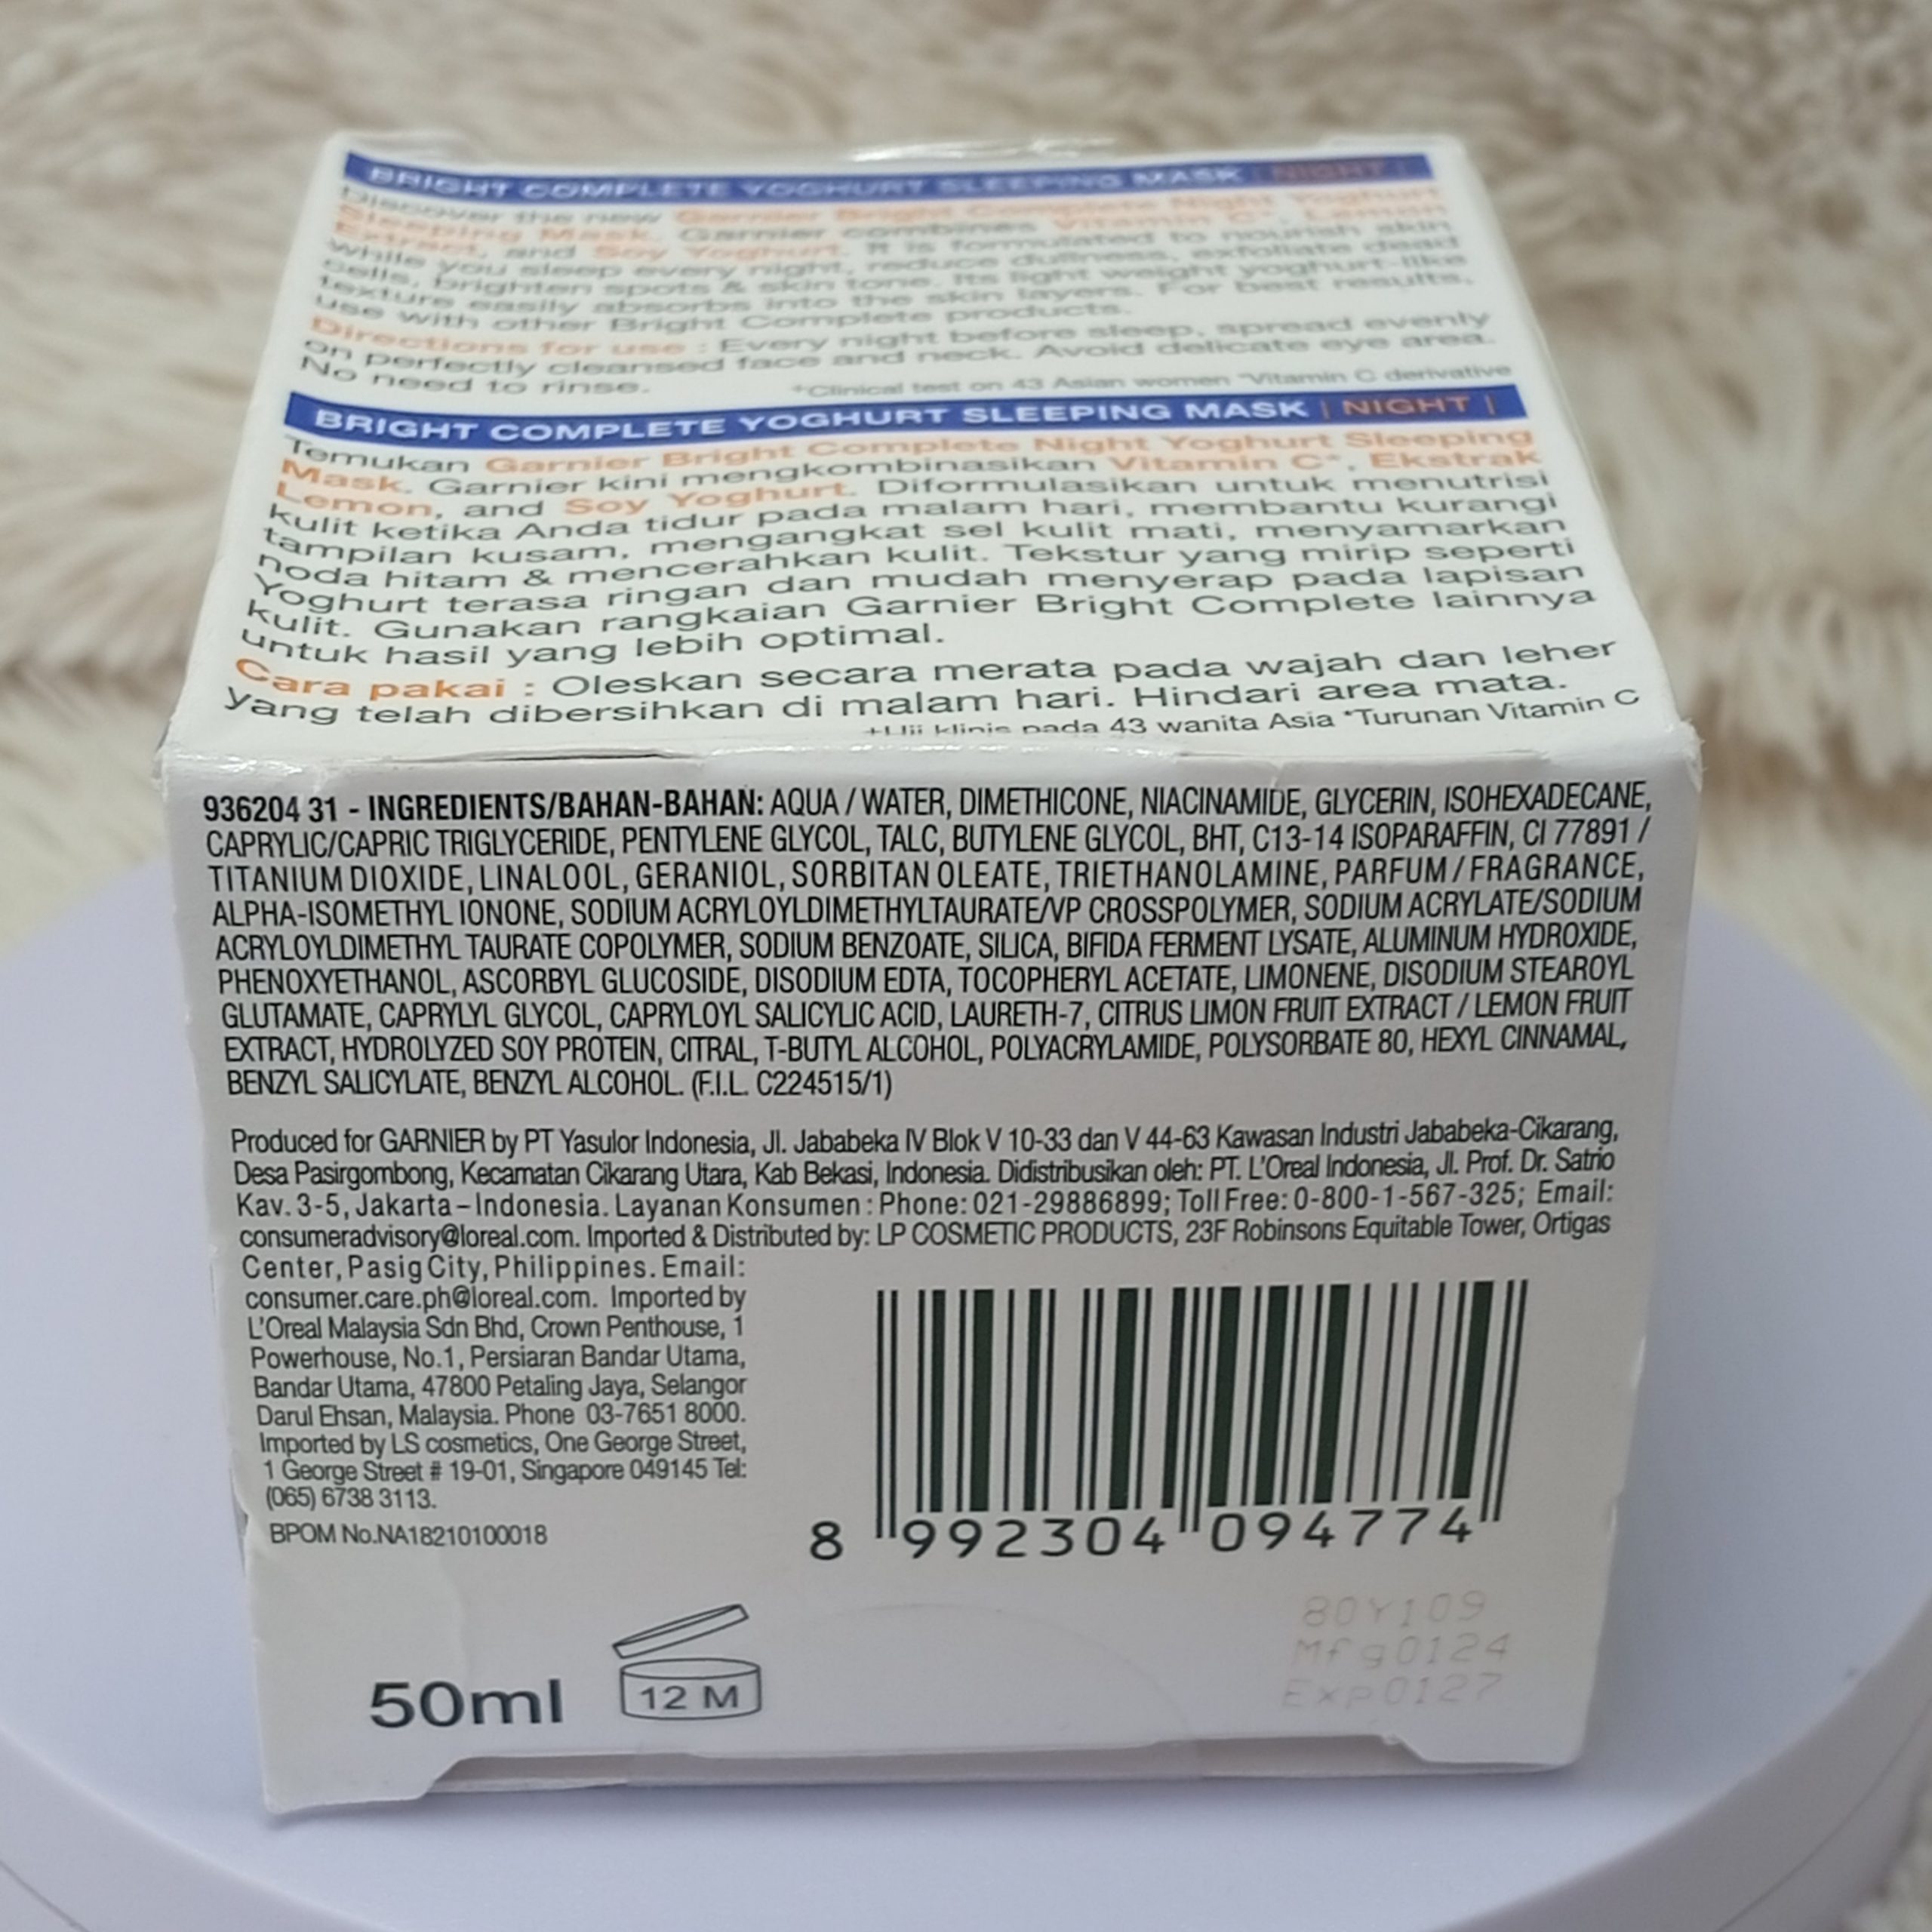 BRIGHT COMPLETE YOGHURT SLEEPING MASK | NIGHT |
Discover the new Garnier Bright Complete Night Yoghurt
Sleeping Mask. Garnier combines Vitamin C*, Lemon
Extract, and Soy Yoghurt. It is formulated to nourish skin
while you sleep every night, reduce dullness, exfoliate dead
cells, brighten spots & skin tone. Its light weight yoghurt-like
texture easily absorbs into the skin layers. For best results,
use with other Bright Complete products.
Directions for use : Every night before sleep, spread evenly
on perfectly cleansed face and neck. Avoid delicate eye area.
No need to rinse.
+Clinical test on 43 Asian women *Vitamin C derivative
BRIGHT COMPLETE YOGHURT SLEEPING MASK | NIGHT |
Temukan Garnier Bright Complete Night Yoghurt Sleeping
Mask. Garnier kini mengkombinasikan Vitamin C*, Ekstrak
Lemon, and Soy Yoghurt. Diformulasikan untuk menutrisi
kulit ketika Anda tidur pada malam hari, membantu kurangi
tampilan kusam, mengangkat sel kulit mati, menyamarkan
noda hitam & mencerahkan kulit. Tekstur yang mirip seperti
Yoghurt terasa ringan dan mudah menyerap pada lapisan
kulit. Gunakan rangkaian Garnier Bright Complete lainnya
untuk hasil yang lebih optimal.
Cara pakai : Oleskan secara merata pada wajah dan leher
yang telah dibersihkan di malam hari. Hindari area mata.
+Uji klinis pada 43 wanita Asia *Turunan Vitamin C
936204 31 - INGREDIENTS/BAHAN-BAHAN: AQUA / WATER, DIMETHICONE, NIACINAMIDE, GLYCERIN, ISOHEXADECANE,
CAPRYLIC/CAPRIC TRIGLYCERIDE, PENTYLENE GLYCOL, TALC, BUTYLENE GLYCOL, BHT, C13-14 ISOPARAFFIN, CI 77891 /
TITANIUM DIOXIDE, LINALOOL, GERANIOL, SORBITAN OLEATE, TRIETHANOLAMINE, PARFUM / FRAGRANCE,
ALPHA-ISOMETHYL IONONE, SODIUM ACRYLOYLDIMETHYLTAURATE/VP CROSSPOLYMER, SODIUM ACRYLATE/SODIUM
ACRYLOYLDIMETHYL TAURATE COPOLYMER, SODIUM BENZOATE, SILICA, BIFIDA FERMENT LYSATE, ALUMINUM HYDROXIDE,
PHENOXYETHANOL, ASCORBYL GLUCOSIDE, DISODIUM EDTA, TOCOPHERYL ACETATE, LIMONENE, DISODIUM STEAROYL
GLUTAMATE, CAPRYLYL GLYCOL, CAPRYLOYL SALICYLIC ACID, LAURETH-7, CITRUS LIMON FRUIT EXTRACT / LEMON FRUIT
EXTRACT, HYDROLYZED SOY PROTEIN, CITRAL, T-BUTYL ALCOHOL, POLYACRYLAMIDE, POLYSORBATE 80, HEXYL CINNAMAL,
BENZYL SALICYLATE, BENZYL ALCOHOL. (F.I.L. C224515/1)
Produced for GARNIER by PT Yasulor Indonesia, Jl. Jababeka IV Blok V 10-33 dan V 44-63 Kawasan Industri Jababeka-Cikarang,
Desa Pasirgombong, Kecamatan Cikarang Utara, Kab Bekasi, Indonesia. Didistribusikan oleh: PT. L'Oreal Indonesia, Jl. Prof. Dr. Satrio
Kav. 3-5, Jakarta – Indonesia. Layanan Konsumen : Phone: 021-29886899; Toll Free: 0-800-1-567-325; Email:
consumeradvisory@loreal.com. Imported & Distributed by: LP COSMETIC PRODUCTS, 23F Robinsons Equitable Tower, Ortigas
Center, Pasig City, Philippines. Email:
consumer.care.ph@loreal.com. Imported by
L'Oreal Malaysia Sdn Bhd, Crown Penthouse, 1
Powerhouse, No.1, Persiaran Bandar Utama,
Bandar Utama, 47800 Petaling Jaya, Selangor
Darul Ehsan, Malaysia. Phone 03-7651 8000.
Imported by LS cosmetics, One George Street,
1 George Street # 19-01, Singapore 049145 Tel:
(065) 6738 3113.
BPOM No.NA18210100018
8 992304 094774
80Y109
Mfg0124
Exp0127
50ml
12 M